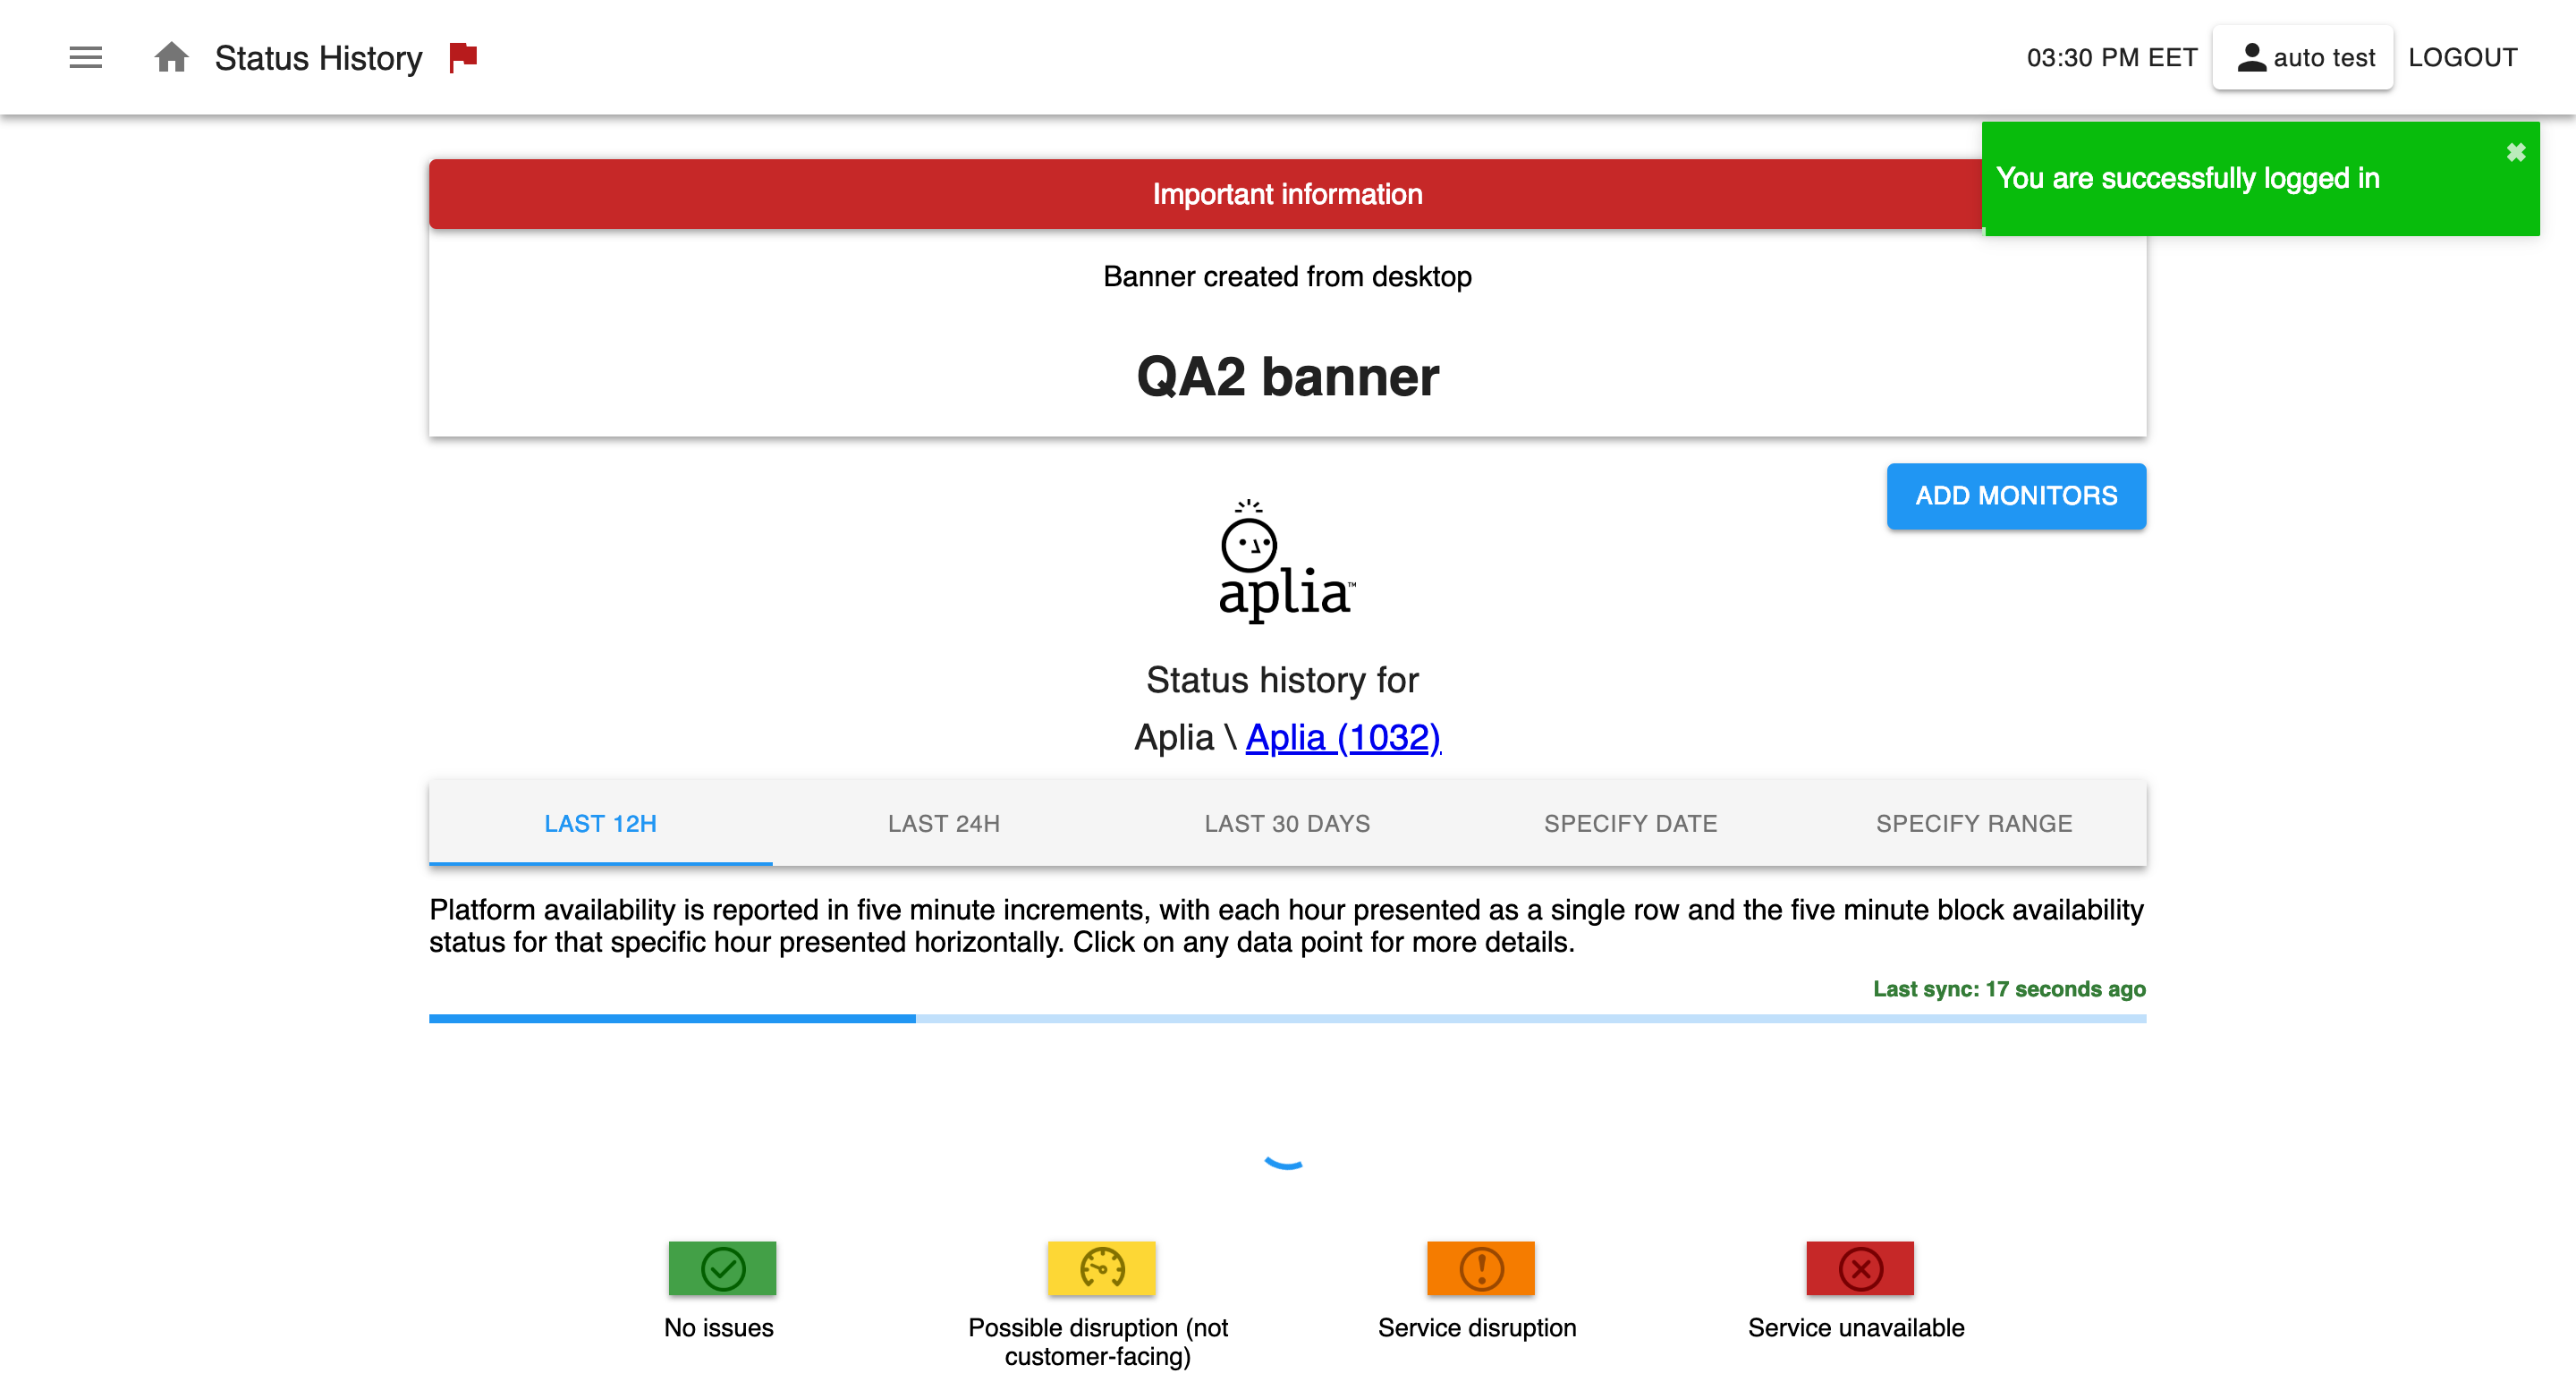 Status History
03:30 PM EET
auto test
LOGOUT
You are successfully logged in
Important information
Banner created from desktop
QA2 banner
ADD MONITORS
aplia™
Status history for
Aplia \ Aplia (1032)
LAST 12H
LAST 24H
LAST 30 DAYS
SPECIFY DATE
SPECIFY RANGE
Platform availability is reported in five minute increments, with each hour presented as a single row and the five minute block availability
status for that specific hour presented horizontally. Click on any data point for more details.
Last sync: 17 seconds ago
No issues
Possible disruption (not
customer-facing)
Service disruption
Service unavailable